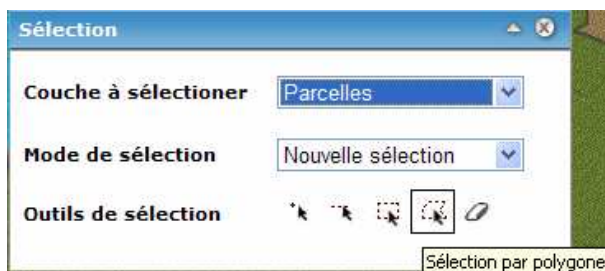 Sélection
Couche à sélectioner Parcelles
Mode de sélection Nouvelle sélection
Outils de sélection
Sélection par polygone